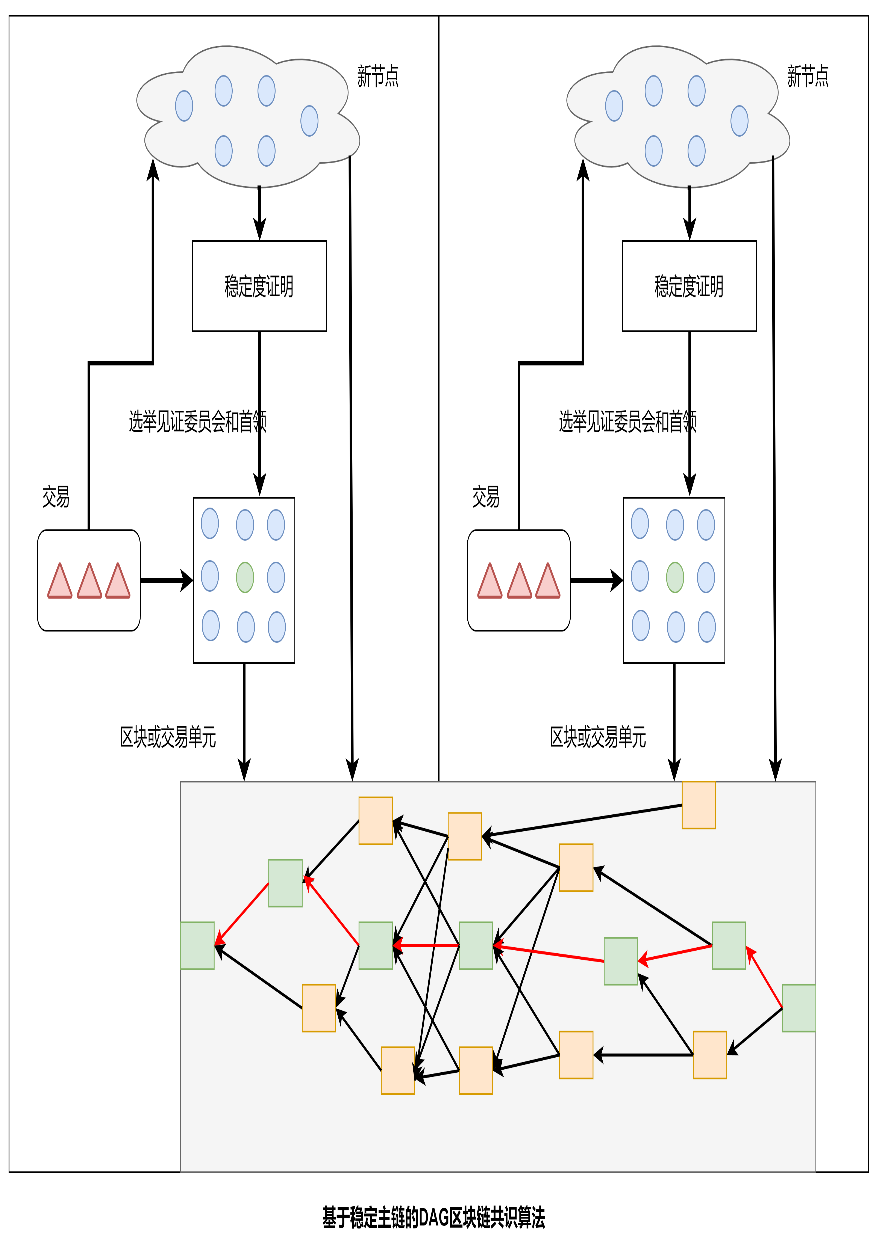 新节点
稳定度证明
选举见证委员会和首领
交易
区块或交易单元
新节点
稳定度证明
选举见证委员会和首领
交易
区块或交易单元
基于稳定主链的DAG区块链共识算法